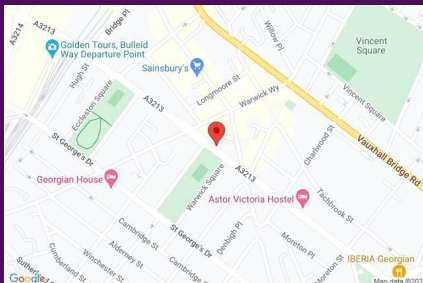 A3213
Bridge Pl
Willow Pl
A3214
Golden Tours, Bulleid
Way Departure Point
Vincent
Square
Hugh St
Sainsbury's
Eccleston Square
Longmoore St
A3213
Warwick Wy
Vincent Square
St George's Dr
Charlwood St
Vauxhall Bridge Rd
Georgian House
Warwick Square
A3213
Astor Victoria Hostel
Tachbrook St
Cambridge St
St George's Dr
Denbigh Pl
Moreton Pl
Alderney St
Cumberland St
Winchester St
Cambridge St
Moreton St
IBERIA Georgian
Google
Map data ©202